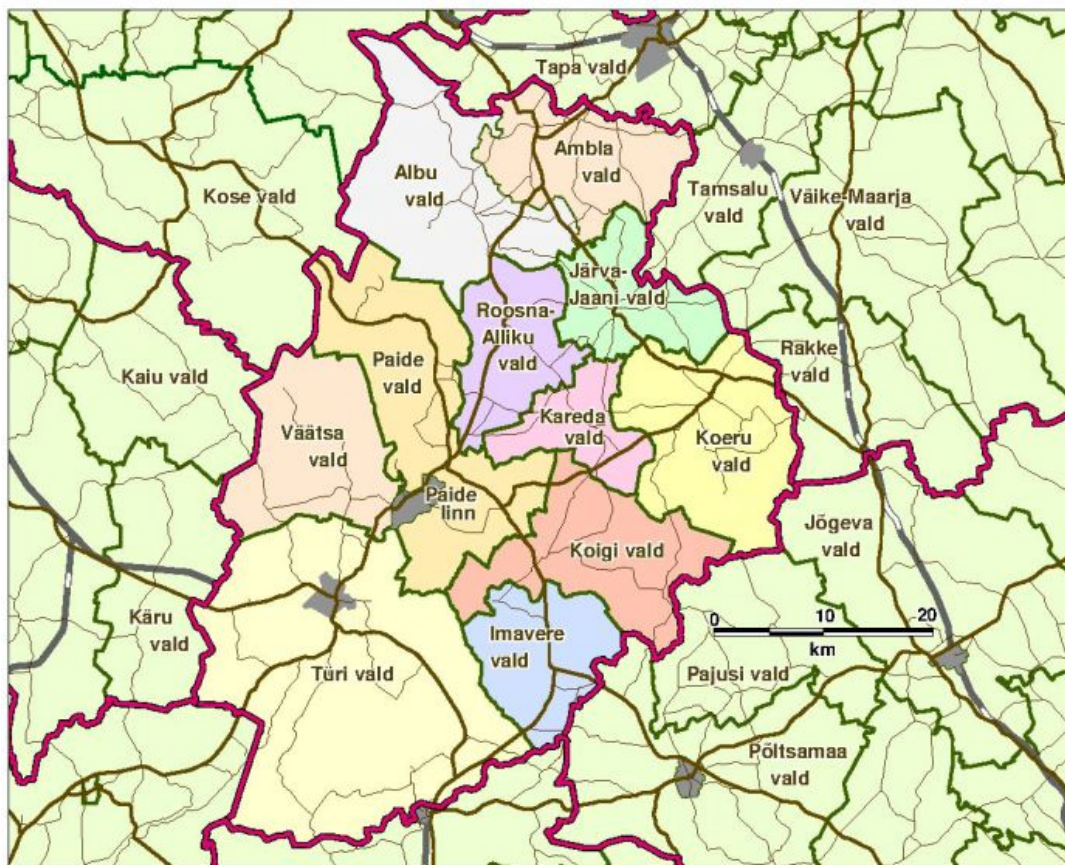 Tapa vald
Ambla
vald
Albu
vald
Kose vald
Tamsalu
vald
Väike-Maarja
vald
Järva-
Jaani vald
Roosna-
Alliku
vald
Rakke
vald
Kaiu vald
Paide
vald
Kareda
vald
Koeru
vald
Väätsa
vald
Paide
linn
Jõgeva
vald
Koigi vald
Käru
vald
Imavere
vald
0 10 20
km
Türi vald
Pajusi vald
Põltsamaa
vald